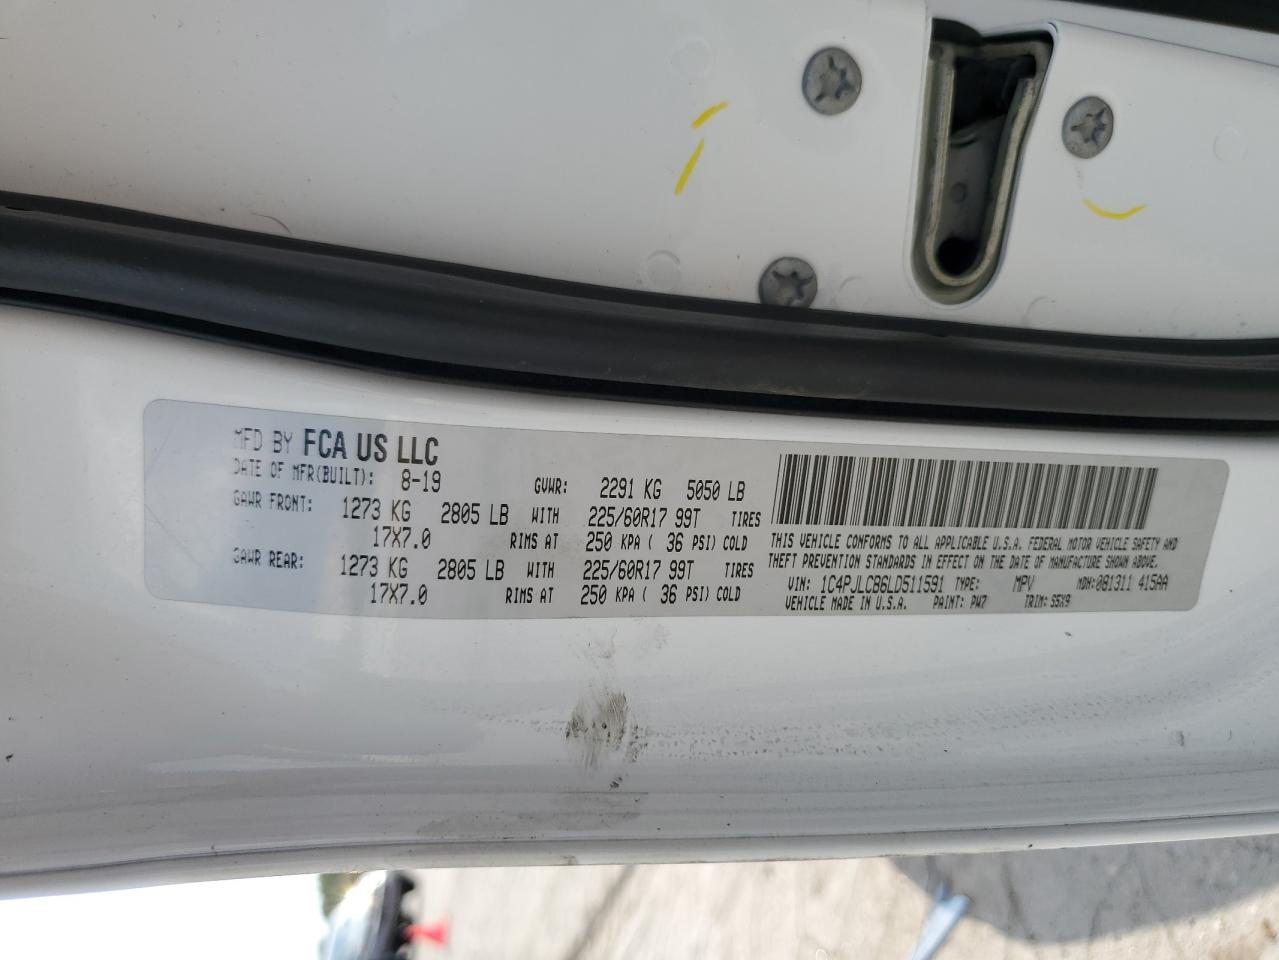 MFD BY FCA US LLC
DATE OF MFR(BUILT): 8-19 GVWR: 2291 KG 5050 LB
GAWR FRONT: 1273 KG 2805 LB WITH 225/60R17 99T TIRES
17X7.0 RIMS AT 250 KPA ( 36 PSI) COLD
GAWR REAR: 1273 KG 2805 LB WITH 225/60R17 99T TIRES
17X7.0 RIMS AT 250 KPA ( 36 PSI) COLD
THIS VEHICLE CONFORMS TO ALL APPLICABLE U.S.A. FEDERAL MOTOR VEHICLE SAFETY AND
THEFT PREVENTION STANDARDS IN EFFECT ON THE DATE OF MANUFACTURE SHOWN ABOVE.
VIN: 1C4PJLCB6LD511591 TYPE: MPV MDH:081311 415AA
VEHICLE MADE IN U.S.A. PAINT: PW7 TRIM: S5X9